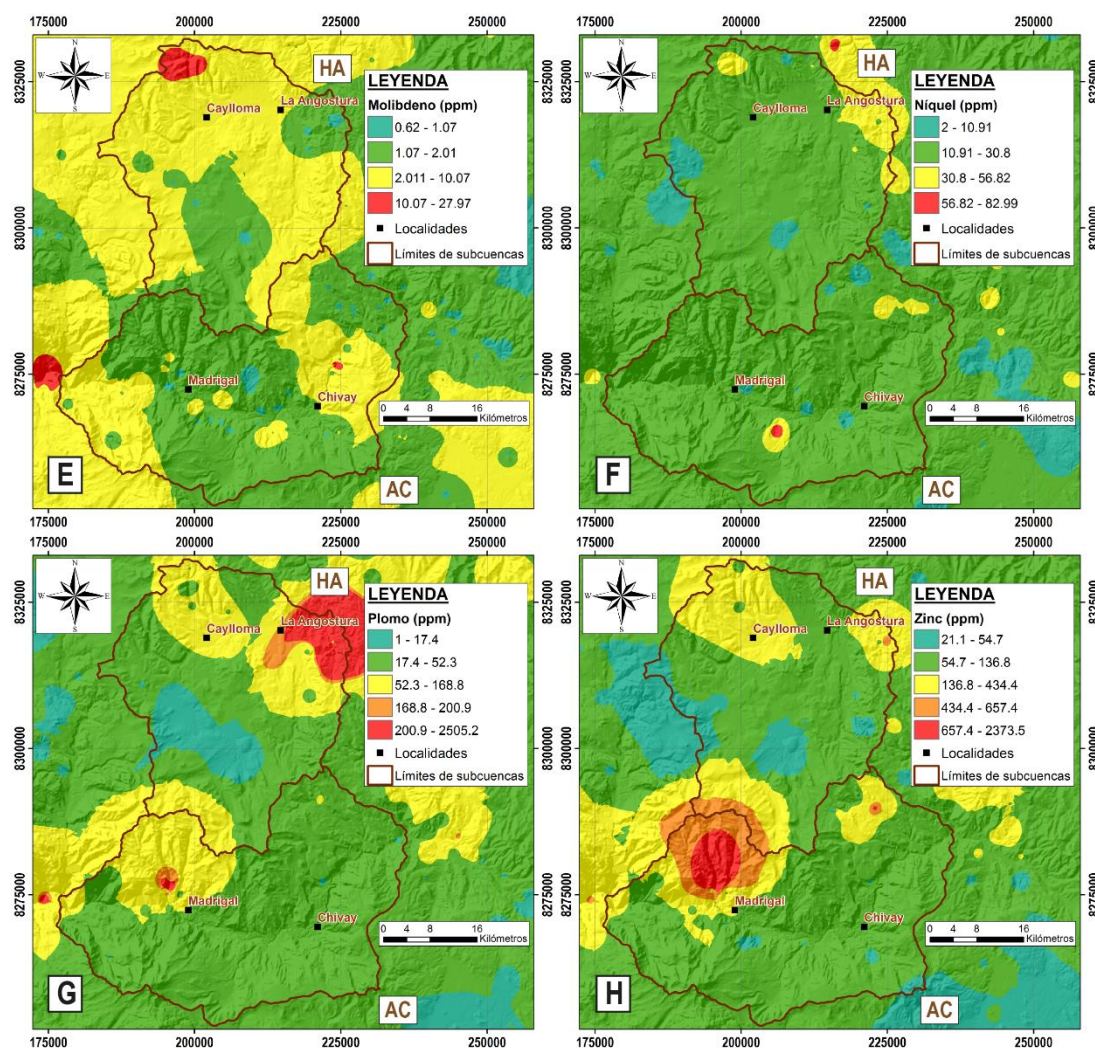 175000 200000 225000 250000
8325000
8300000
8275000
N
W E
S
HA
LEYENDA
Molibdeno (ppm)
0.62 - 1.07
1.07 - 2.01
2.011 - 10.07
10.07 - 27.97
Localidades
Límites de subcuencas
Caylloma
La Angostura
Madrigal
Chivay
0 4 8 16
Kilómetros
E
AC
175000 200000 225000 250000
175000 200000 225000 250000
8325000
8300000
8275000
N
W E
S
HA
LEYENDA
Níquel (ppm)
2 - 10.91
10.91 - 30.8
30.8 - 56.82
56.82 - 82.99
Localidades
Límites de subcuencas
Caylloma
La Angostura
Madrigal
Chivay
0 4 8 16
Kilómetros
F
AC
175000 200000 225000 250000
8325000
8300000
8275000
N
W E
S
HA
LEYENDA
Plomo (ppm)
1 - 17.4
17.4 - 52.3
52.3 - 168.8
168.8 - 200.9
200.9 - 2505.2
Localidades
Límites de subcuencas
Caylloma
La Angostura
Madrigal
Chivay
0 4 8 16
Kilómetros
G
AC
175000 200000 225000 250000
8325000
8300000
8275000
N
W E
S
HA
LEYENDA
Zinc (ppm)
21.1 - 54.7
54.7 - 136.8
136.8 - 434.4
434.4 - 657.4
657.4 - 2373.5
Localidades
Límites de subcuencas
Caylloma
La Angostura
Madrigal
Chivay
0 4 8 16
Kilómetros
H
AC
175000 200000 225000 250000